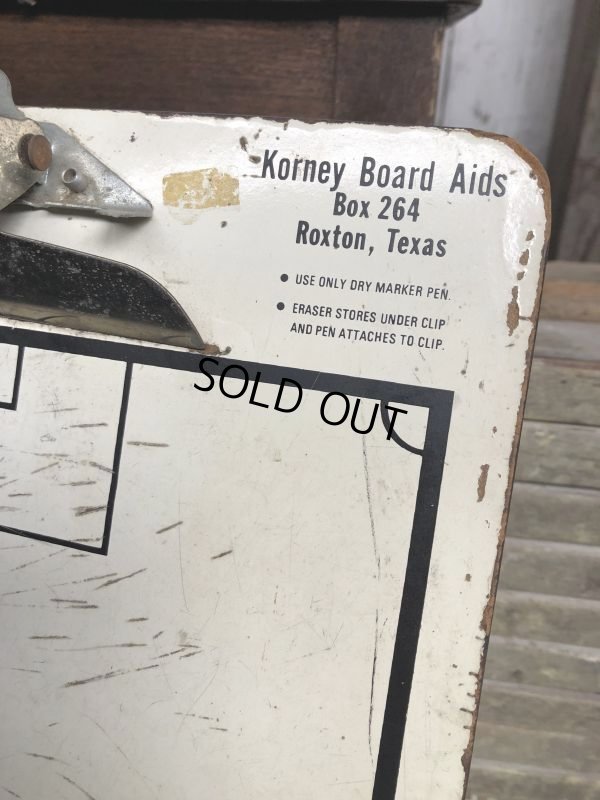 Korney Board Aids
Box 264
Roxton, Texas
● USE ONLY DRY MARKER PEN.
● ERASER STORES UNDER CLIP
AND PEN ATTACHES TO CLIP.
SOLD OUT